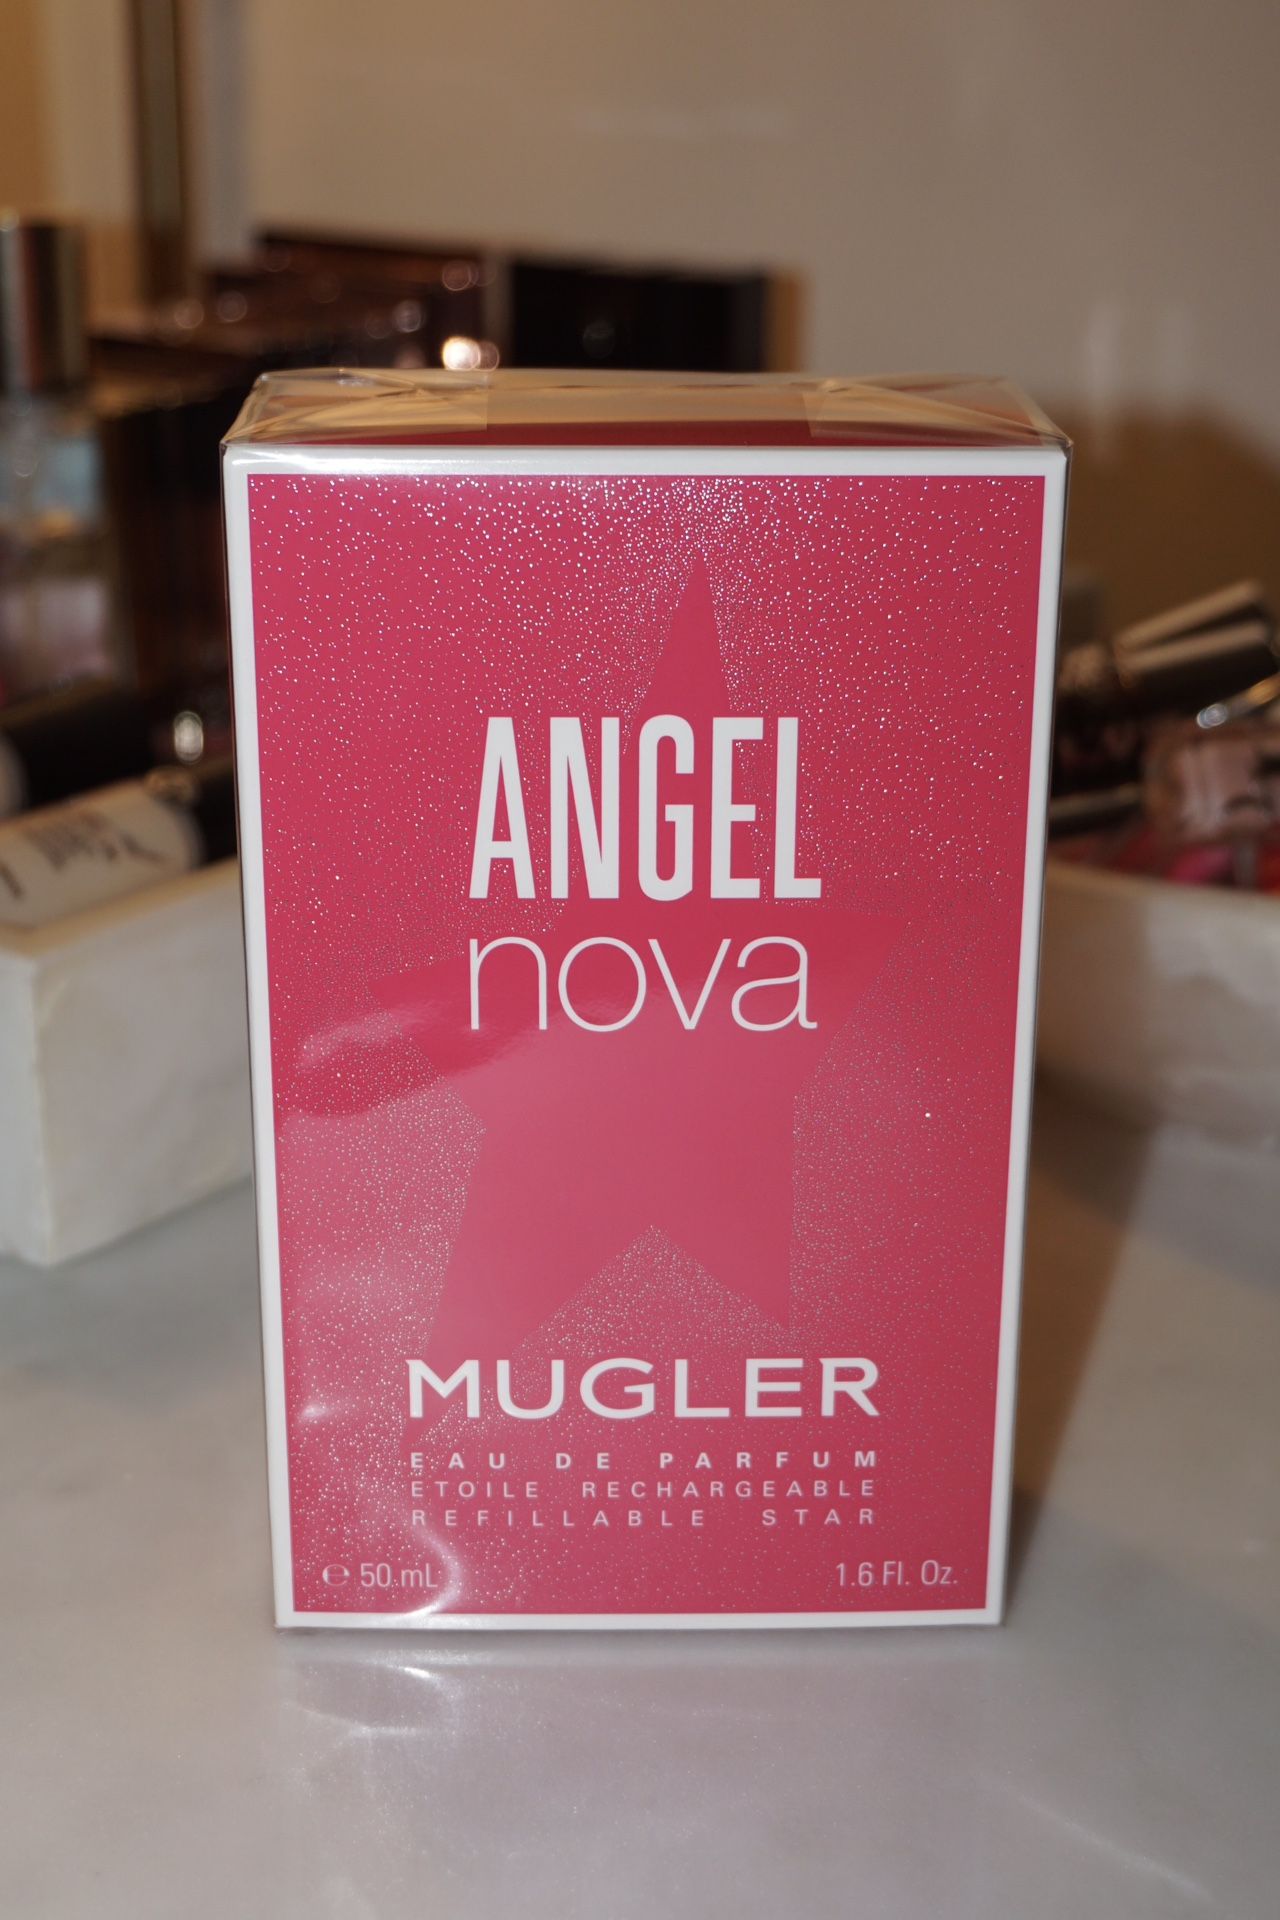 ANGEL
nova
MUGLER
EAU DE PARFUM
ETOILE RECHARGEABLE
REFILLABLE STAR
℮ 50 mL 1.6 Fl. Oz.